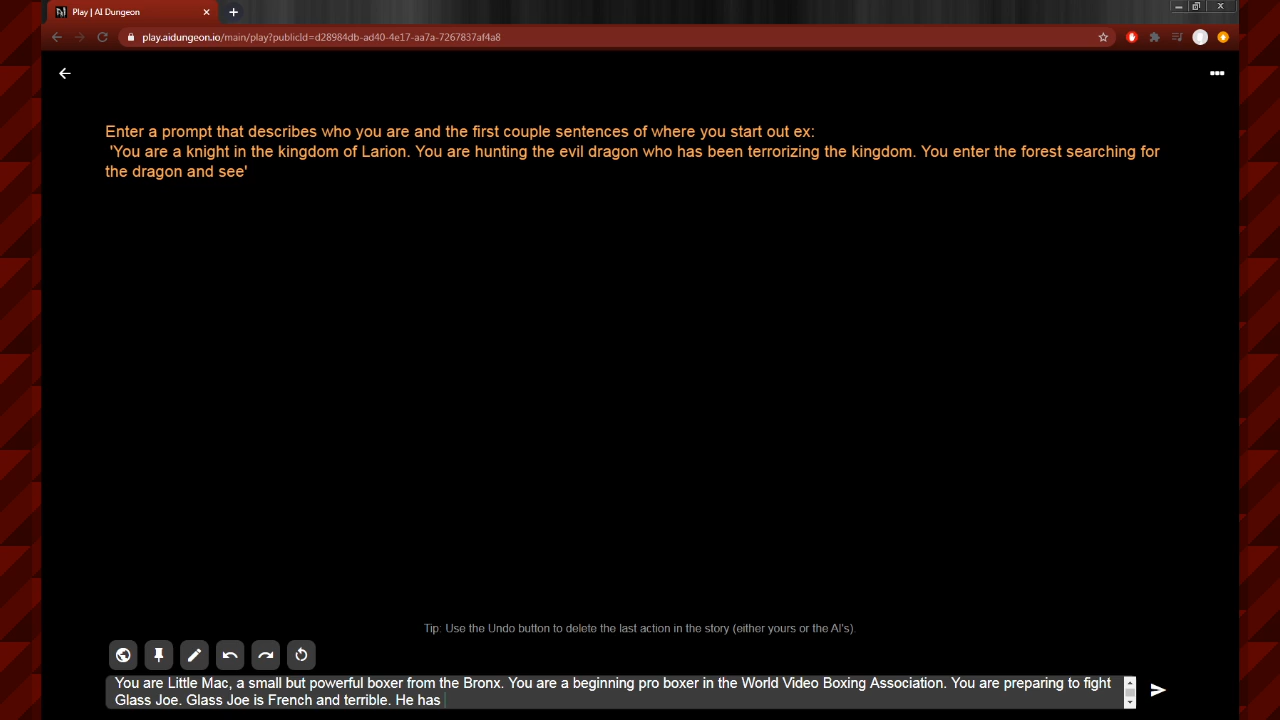 Play | AI Dungeon
play.aidungeon.io/main/play?publicId=d28984db-ad40-4e17-aa7a-7267837af4a8
Enter a prompt that describes who you are and the first couple sentences of where you start out ex:
'You are a knight in the kingdom of Larion. You are hunting the evil dragon who has been terrorizing the kingdom. You enter the forest searching for
the dragon and see'
Tip: Use the Undo button to delete the last action in the story (either yours or the AI's).
You are Little Mac, a small but powerful boxer from the Bronx. You are a beginning pro boxer in the World Video Boxing Association. You are preparing to fight
Glass Joe. Glass Joe is French and terrible. He has